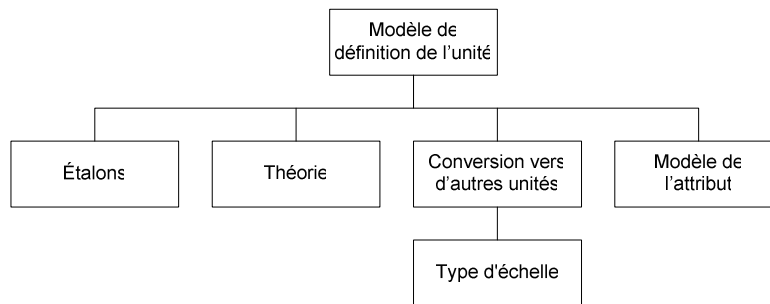 Modèle de
définition de l'unité
Étalons
Théorie
Conversion vers
d'autres unités
Modèle de
l'attribut
Type d'échelle